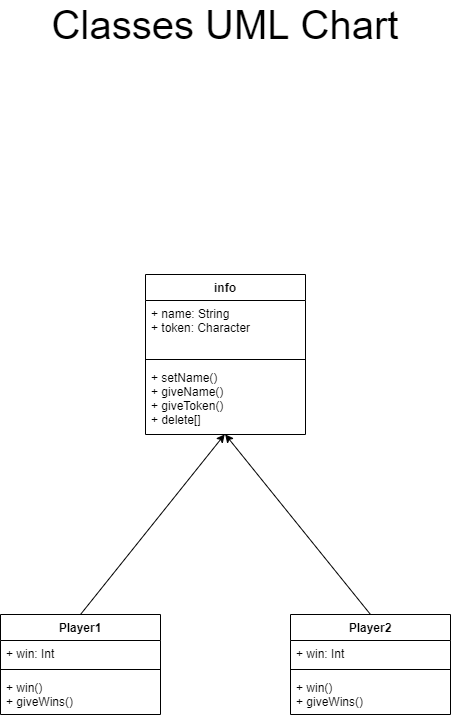 Classes UML Chart
info
+ name: String
+ token: Character
+ setName()
+ giveName()
+ giveToken()
+ delete[]
Player1
+ win: Int
+ win()
+ giveWins()
Player2
+ win: Int
+ win()
+ giveWins()